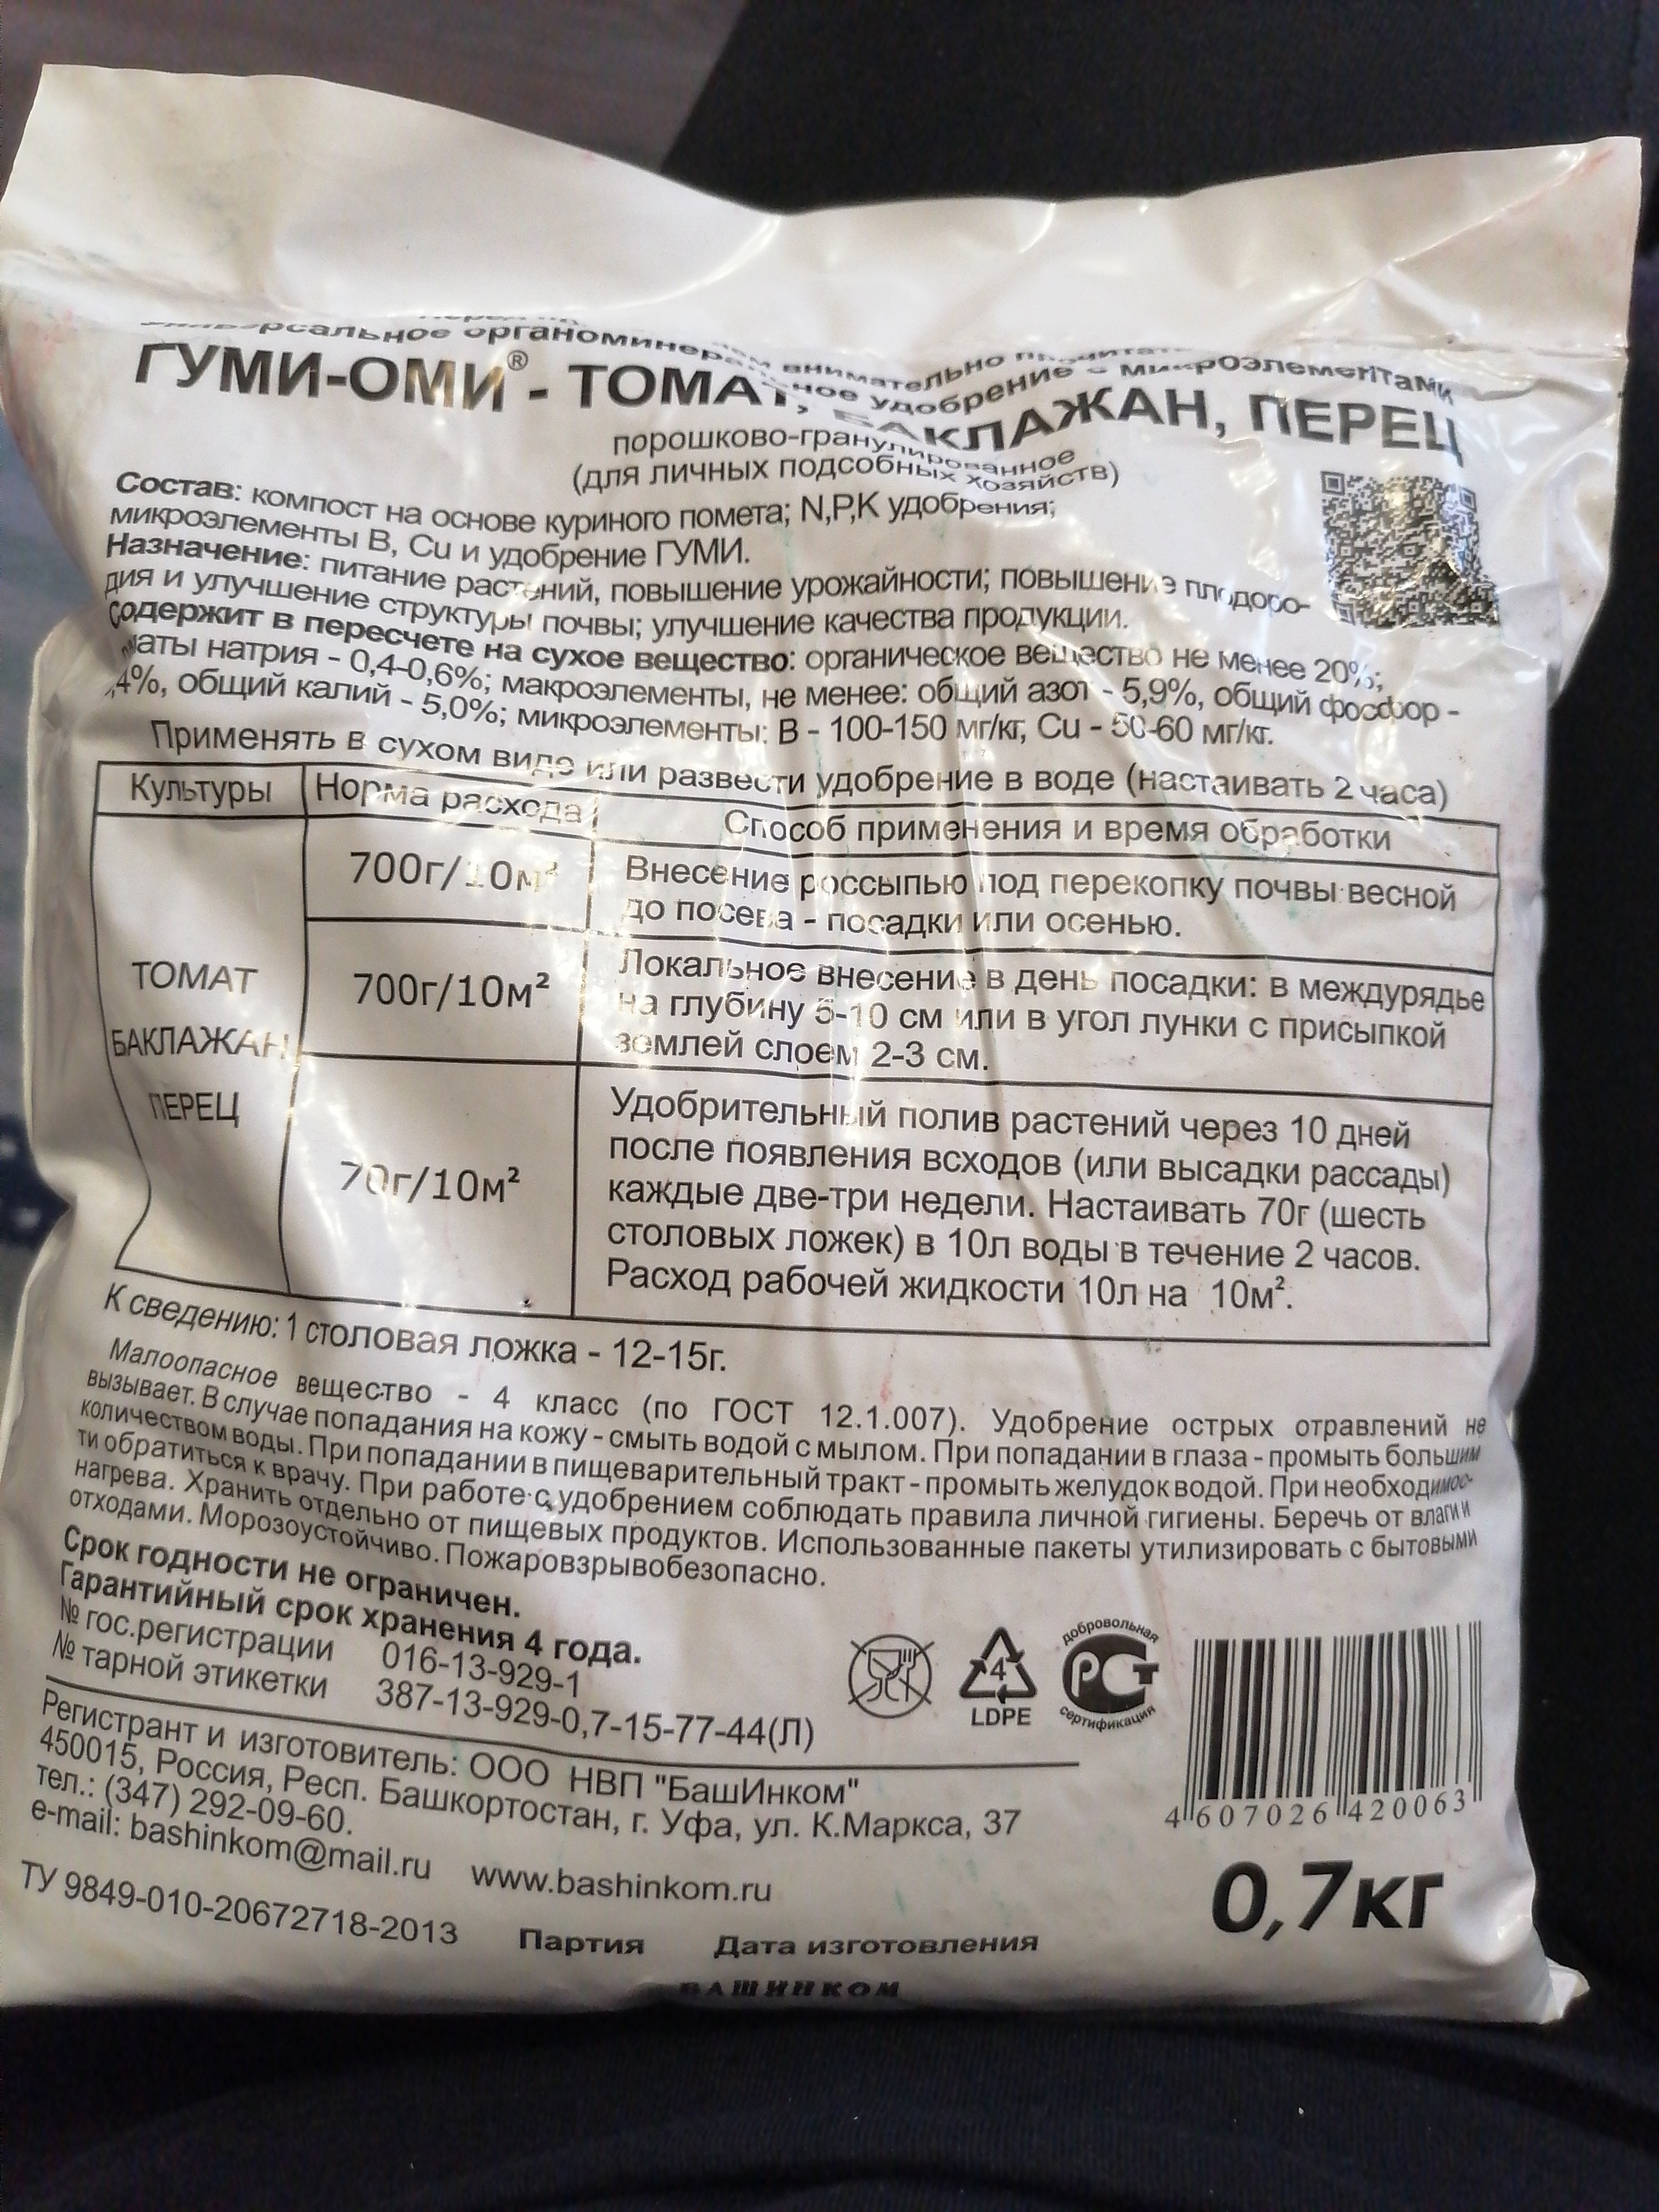 внимательно
органоминера удобрение
ГУМИ-ОМИ® - ТОМАТ, БАКЛАЖАН, ПЕРЕЦ
порошково-гранулированное
(для личных подсобных хозяйств)
Состав: компост на основе куриного помета; N,P,K удобрения;
микроэлементы B, Cu и удобрение ГУМИ.
Назначение: питание растений, повышение урожайности; повышение плодоро-
дия и улучшение структуры почвы; улучшение качества продукции.
Содержит в пересчете на сухое вещество: органическое вещество не менее 20%;
маты натрия - 0,4-0,6%; макроэлементы, не менее: общий азот - 5,9%, общий фосфор -
,4%, общий калий - 5,0%; микроэлементы: B - 100-150 мг/кг, Cu - 50-60 мг/кг.
Применять в сухом виде или развести удобрение в воде (настаивать 2 часа)
Культуры Норма расхода Способ применения и время обработки
700г/10м² Внесение россыпью под перекопку почвы весной
до посева - посадки или осенью.
ТОМАТ
БАКЛАЖАН
ПЕРЕЦ
700г/10м² Локальное внесение в день посадки: в междурядье
на глубину 5-10 см или в угол лунки с присыпкой
землей слоем 2-3 см.
70г/10м² Удобрительный полив растений через 10 дней
после появления всходов (или высадки рассады)
каждые две-три недели. Настаивать 70г (шесть
столовых ложек) в 10л воды в течение 2 часов.
Расход рабочей жидкости 10л на 10м².
К сведению: 1 столовая ложка - 12-15г.
Малоопасное вещество - 4 класс (по ГОСТ 12.1.007). Удобрение острых отравлений не
вызывает. В случае попадания на кожу - смыть водой с мылом. При попадании в глаза - промыть большим
количеством воды. При попадании в пищеварительный тракт - промыть желудок водой. При необходимос-
ти обратиться к врачу. При работе с удобрением соблюдать правила личной гигиены. Беречь от влаги и
нагрева. Хранить отдельно от пищевых продуктов. Использованные пакеты утилизировать с бытовыми
отходами. Морозоустойчиво. Пожаровзрывобезопасно.
Срок годности не ограничен.
Гарантийный срок хранения 4 года.
№ гос.регистрации 016-13-929-1
№ тарной этикетки 387-13-929-0,7-15-77-44(Л)
4
LDPE
добровольная
РСТ
сертификация
Регистрант и изготовитель: ООО НВП "БашИнком"
450015, Россия, Респ. Башкортостан, г. Уфа, ул. К.Маркса, 37
тел.: (347) 292-09-60.
e-mail: bashinkom@mail.ru www.bashinkom.ru
4 607026 420063
0,7кг
ТУ 9849-010-20672718-2013
Партия Дата изготовления
БАШИНКОМ